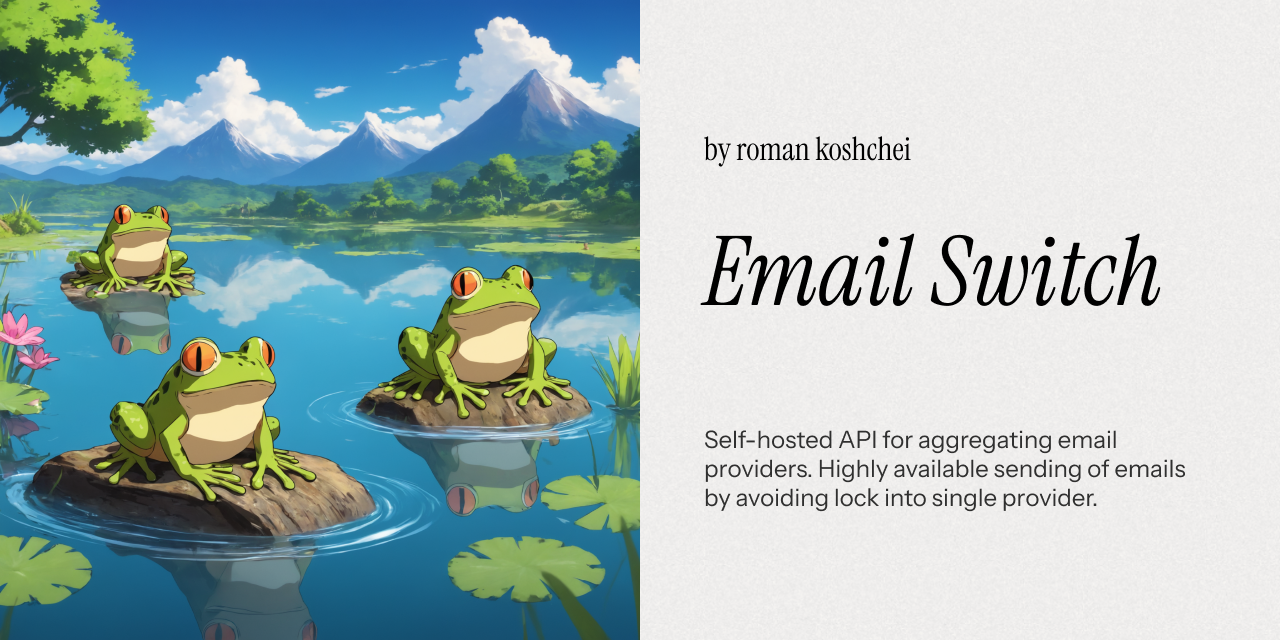 by roman koshchei
Email Switch
Self-hosted API for aggregating email
providers. Highly available sending of emails
by avoiding lock into single provider.